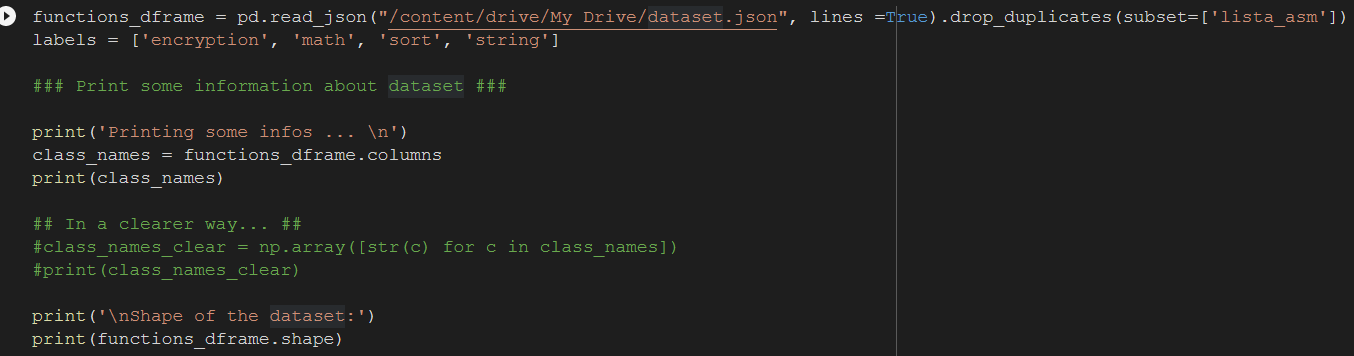 functions_dframe = pd.read_json("/content/drive/My Drive/dataset.json", lines =True).drop_duplicates(subset=['lista_asm'])
labels = ['encryption', 'math', 'sort', 'string']
### Print some information about dataset ###
print('Printing some infos ... \n')
class_names = functions_dframe.columns
print(class_names)
## In a clearer way... ##
#class_names_clear = np.array([str(c) for c in class_names])
#print(class_names_clear)
print('\nShape of the dataset:')
print(functions_dframe.shape)